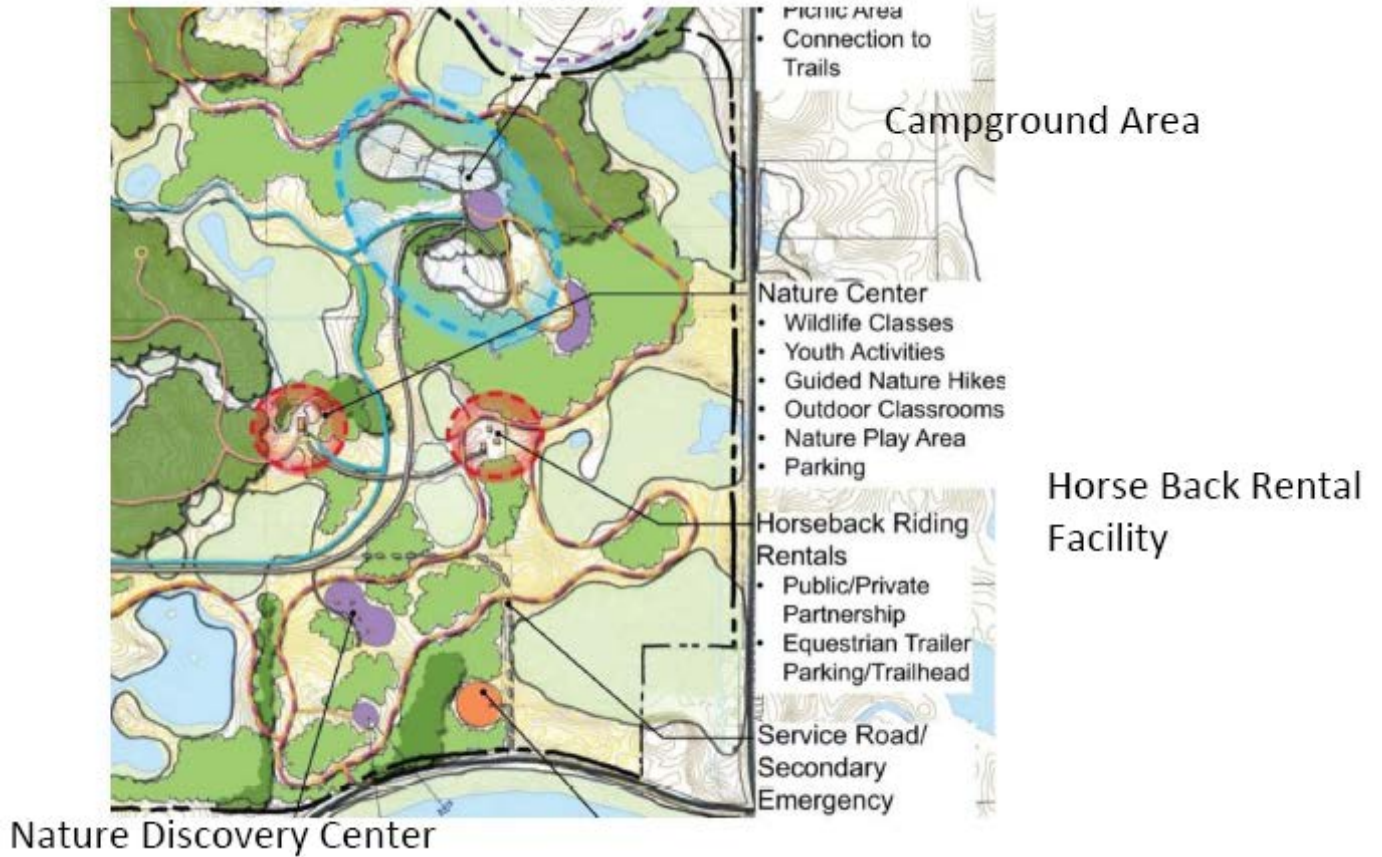 • Picnic Area
• Connection to
Trails
Campground Area
Nature Center
• Wildlife Classes
• Youth Activities
• Guided Nature Hikes
• Outdoor Classrooms
• Nature Play Area
• Parking
Horse Back Rental
Facility
Horseback Riding
Rentals
• Public/Private
Partnership
• Equestrian Trailer
Parking/Trailhead
Service Road/
Secondary
Emergency
Nature Discovery Center